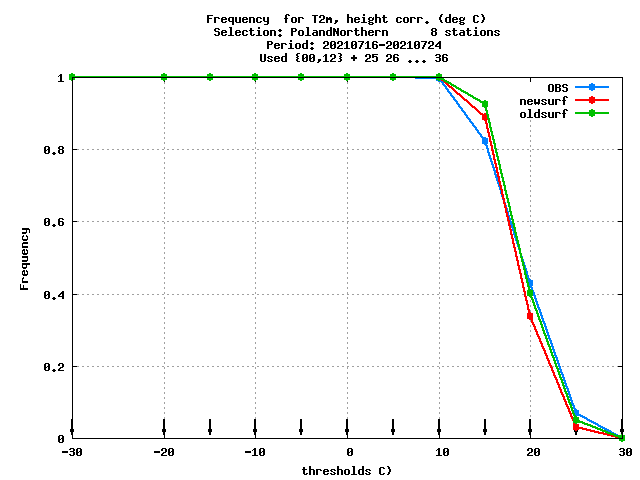 Frequency  for T2m, height corr. (deg C)
Selection: PolandNorthern      8 stations
Period: 20210716-20210724
Used {00,12} + 25 26 ... 36
OBS
newsurf
oldsurf
1
0.8
0.6
0.4
0.2
0
Frequency
-30 -20 -10 0 10 20 30
thresholds C)